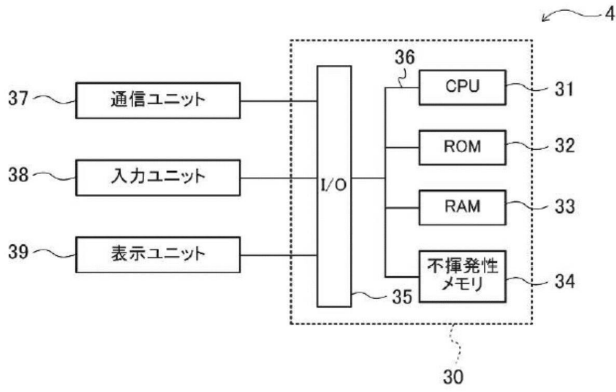 4
36
37
通信ユニット
CPU
31
38
入力ユニット
I/O
ROM
32
RAM
33
39
表示ユニット
不揮発性
メモリ
34
35
30